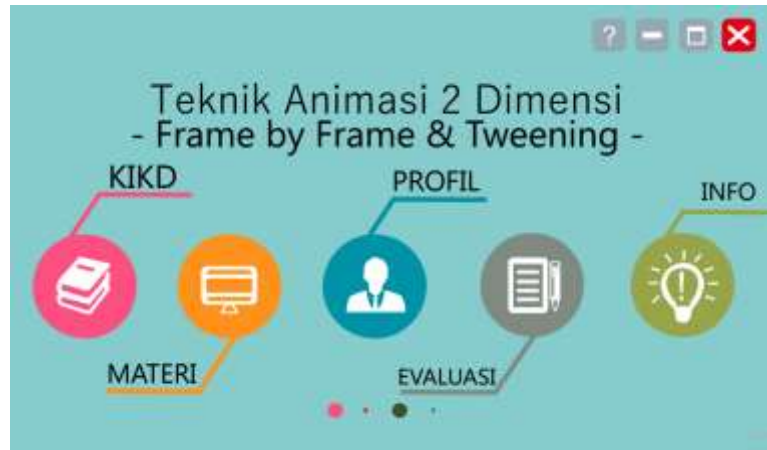 ?
Teknik Animasi 2 Dimensi
- Frame by Frame & Tweening -
KIKD
PROFIL
INFO
MATERI
EVALUASI